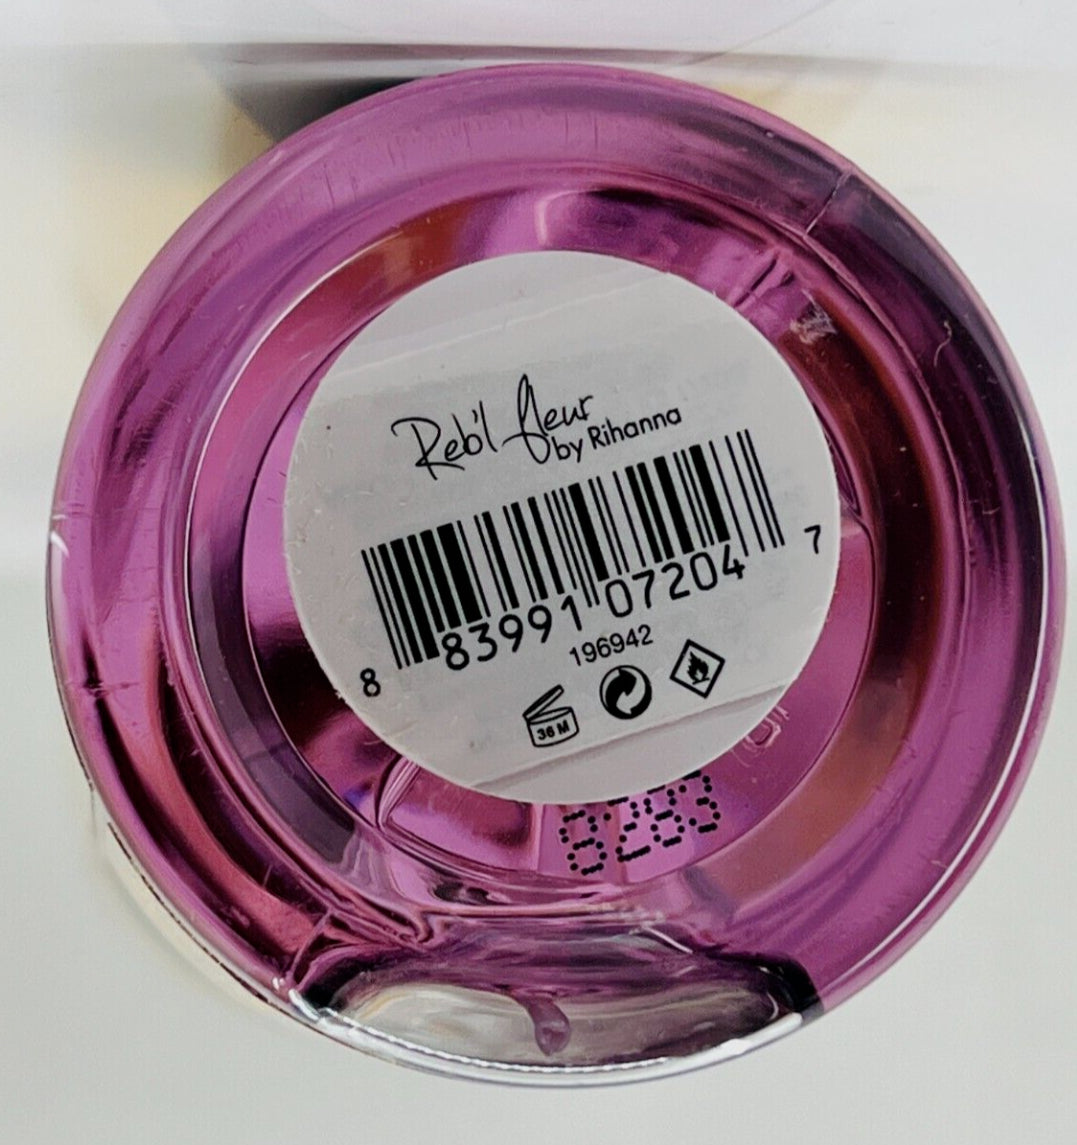 Reb'l fleur
by Rihanna
8 83991 07204 7
196942
36 M
8283